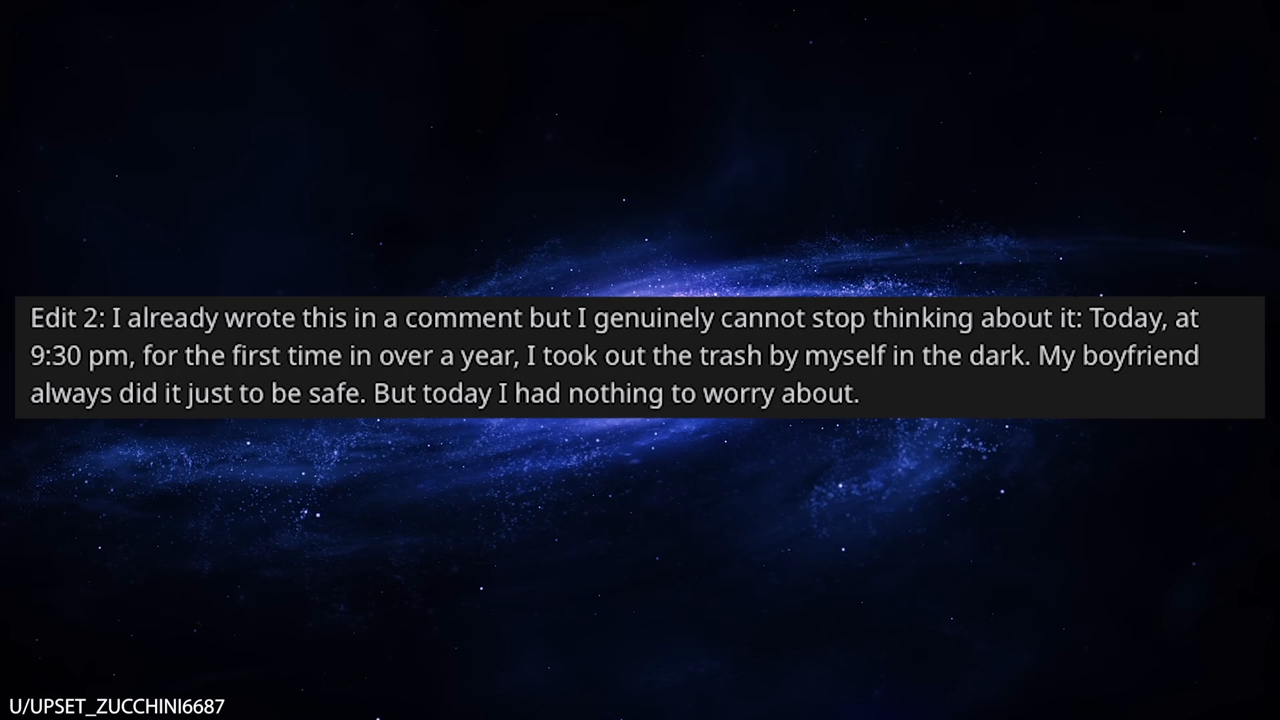 Edit 2: I already wrote this in a comment but I genuinely cannot stop thinking about it: Today, at
9:30 pm, for the first time in over a year, I took out the trash by myself in the dark. My boyfriend
always did it just to be safe. But today I had nothing to worry about.
U/UPSET_ZUCCHINI6687